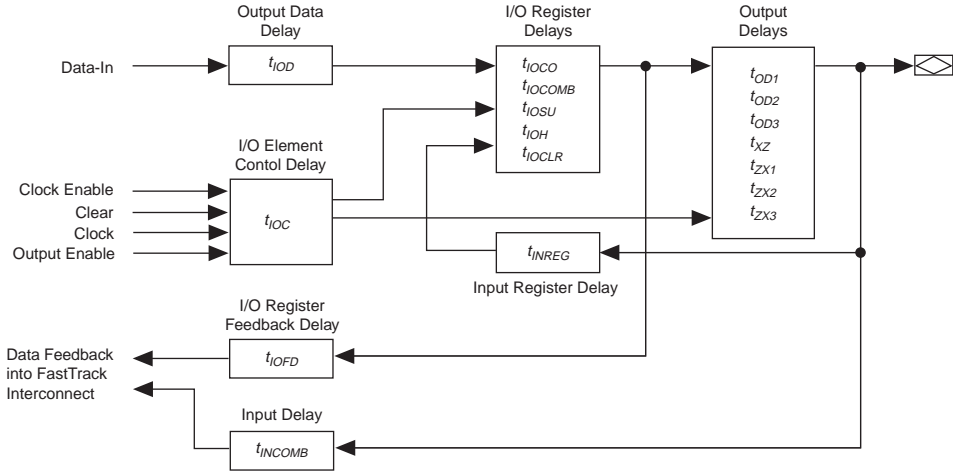 Output Data
Delay
I/O Register
Delays
Output
Delays
Data-In
tIOD
tIOCO
tIOCOMB
tIOSU
tIOH
tIOCLR
tOD1
tOD2
tOD3
tXZ
tZX1
tZX2
tZX3
I/O Element
Contol Delay
Clock Enable
Clear
Clock
Output Enable
tIOC
tINREG
Input Register Delay
I/O Register
Feedback Delay
Data Feedback
into FastTrack
Interconnect
tIOFD
Input Delay
tINCOMB